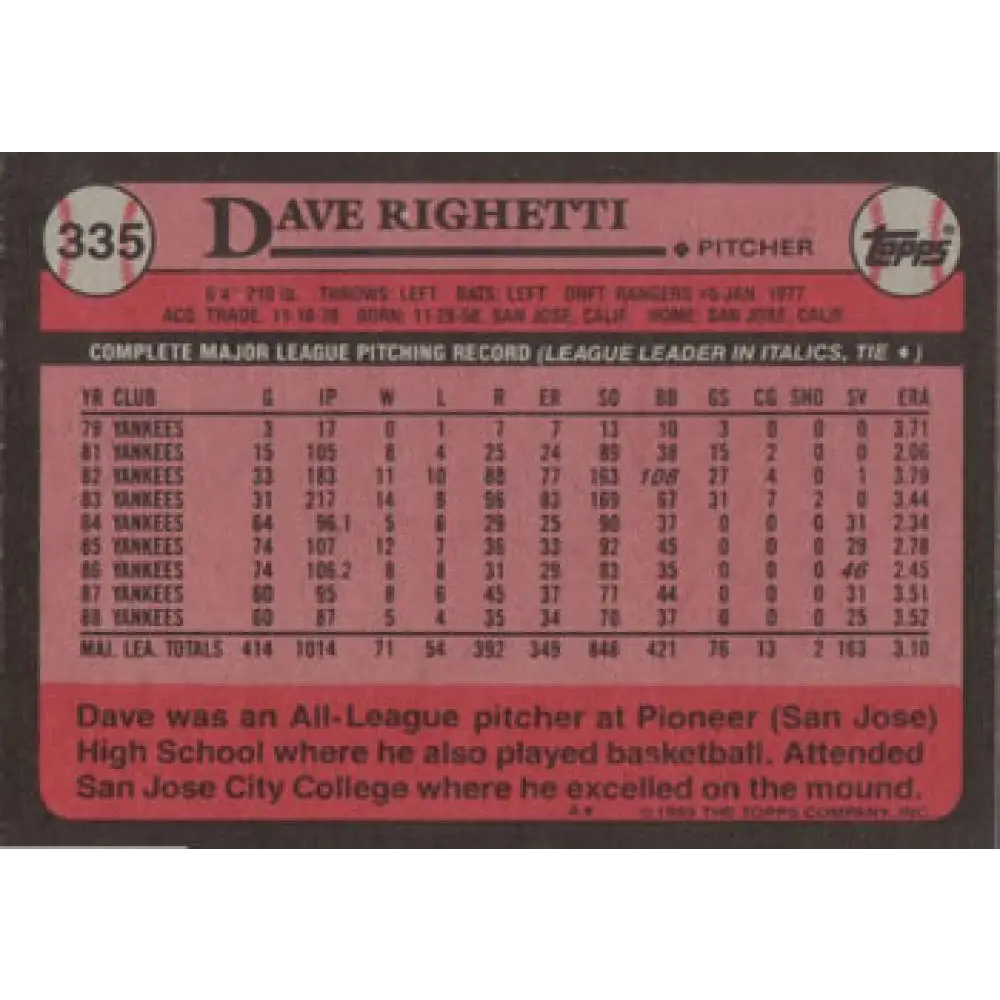 335
DAVE RIGHETTI
PITCHER
Topps®
6'4" 210 lb. THROWS: LEFT BATS: LEFT DRFT: RANGERS #6-JAN. 1977
ACQ. TRADE, 11-10-78 BORN: 11-28-58, SAN JOSE, CALIF. HOME: SAN JOSE, CALIF.
COMPLETE MAJOR LEAGUE PITCHING RECORD (LEAGUE LEADER IN ITALICS, TIE ♦)
YR CLUB G IP W L R ER SO BB GS CG SHO SV ERA
79 YANKEES 3 17 0 1 7 7 13 10 3 0 0 0 3.71
81 YANKEES 15 105 8 4 25 24 89 38 15 2 0 0 2.06
82 YANKEES 33 183 11 10 88 77 163 108 27 4 0 1 3.79
83 YANKEES 31 217 14 8 96 83 169 67 31 7 2 0 3.44
84 YANKEES 64 96.1 5 6 29 25 90 37 0 0 0 31 2.34
85 YANKEES 74 107 12 7 36 33 92 45 0 0 0 29 2.78
86 YANKEES 74 106.2 8 8 31 29 83 35 0 0 0 46 2.45
87 YANKEES 60 95 8 6 45 37 77 44 0 0 0 31 3.51
88 YANKEES 60 87 5 4 35 34 70 37 0 0 0 25 3.52
MAJ. LEA. TOTALS 414 1014 71 54 392 349 846 421 76 13 2 163 3.10
Dave was an All-League pitcher at Pioneer (San Jose)
High School where he also played basketball. Attended
San Jose City College where he excelled on the mound.
A* © 1989 THE TOPPS COMPANY, INC.